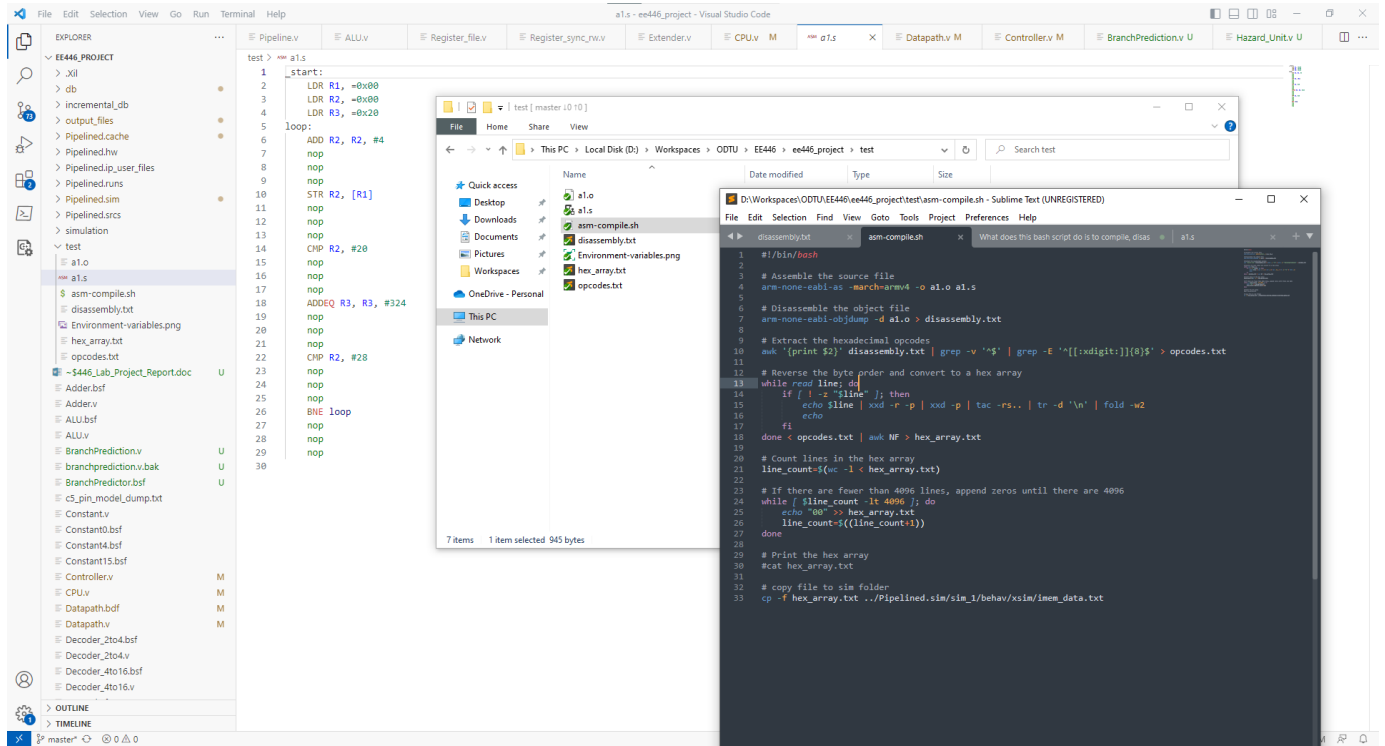 File Edit Selection View Go Run Terminal Help
a1.s - ee446_project - Visual Studio Code
EXPLORER
EE446_PROJECT
.Xil
db
incremental_db
output_files
Pipelined.cache
Pipelined.hw
Pipelined.ip_user_files
Pipelined.runs
Pipelined.sim
Pipelined.srcs
simulation
test
a1.o
a1.s
$ asm-compile.sh
disassembly.txt
Environment-variables.png
hex_array.txt
opcodes.txt
~$446_Lab_Project_Report.doc U
Adder.bsf
Adder.v
ALU.bsf
ALU.v
BranchPrediction.v U
branchprediction.v.bak U
BranchPredictor.bsf U
c5_pin_model_dump.txt
Constant.v
Constant0.bsf
Constant4.bsf
Constant15.bsf
Controller.v M
CPU.v M
Datapath.bdf M
Datapath.v M
Decoder_2to4.bsf
Decoder_2to4.v
Decoder_4to16.bsf
Decoder_4to16.v
OUTLINE
TIMELINE
73
2
1
master* 0 0
Pipeline.v ALU.v Register_file.v Register_sync_rw.v Extender.v CPU.v M a1.s Datapath.v M Controller.v M BranchPrediction.v U Hazard_Unit.v U
test > a1.s
1 _start:
2 LDR R1, =0x00
3 LDR R2, =0x00
4 LDR R3, =0x20
5 loop:
6 ADD R2, R2, #4
7 nop
8 nop
9 nop
10 STR R2, [R1]
11 nop
12 nop
13 nop
14 CMP R2, #20
15 nop
16 nop
17 nop
18 ADDEQ R3, R3, #324
19 nop
20 nop
21 nop
22 CMP R2, #28
23 nop
24 nop
25 nop
26 BNE loop
27 nop
28 nop
29 nop
30
test [ master ↓0 ↑0 ]
File Home Share View
This PC > Local Disk (D:) > Workspaces > ODTU > EE446 > ee446_project > test
Search test
Name Date modified Type Size
Quick access
Desktop
Downloads
Documents
Pictures
Workspaces
OneDrive - Personal
This PC
Network
a1.o
a1.s
asm-compile.sh
disassembly.txt
Environment-variables.png
hex_array.txt
opcodes.txt
7 items 1 item selected 945 bytes
D:\Workspaces\ODTU\EE446\ee446_project\test\asm-compile.sh - Sublime Text (UNREGISTERED)
File Edit Selection Find View Goto Tools Project Preferences Help
disassembly.txt asm-compile.sh What does this bash script do is to compile, disas a1.s
1 #!/bin/bash
2
3 # Assemble the source file
4 arm-none-eabi-as -march=armv4 -o a1.o a1.s
5
6 # Disassemble the object file
7 arm-none-eabi-objdump -d a1.o > disassembly.txt
8
9 # Extract the hexadecimal opcodes
10 awk '{print $2}' disassembly.txt | grep -v '^$' | grep -E '^[[:xdigit:]]{8}$' > opcodes.txt
11
12 # Reverse the byte order and convert to a hex array
13 while read line; do
14 if [ ! -z "$line" ]; then
15 echo $line | xxd -r -p | xxd -p | tac -rs.. | tr -d '\n' | fold -w2
16 echo
17 fi
18 done < opcodes.txt | awk NF > hex_array.txt
19
20 # Count lines in the hex array
21 line_count=$(wc -l < hex_array.txt)
22
23 # If there are fewer than 4096 lines, append zeros until there are 4096
24 while [ $line_count -lt 4096 ]; do
25 echo "00" >> hex_array.txt
26 line_count=$((line_count+1))
27 done
28
29 # Print the hex array
30 #cat hex_array.txt
31
32 # copy file to sim folder
33 cp -f hex_array.txt ../Pipelined.sim/sim_1/behav/xsim/imem_data.txt